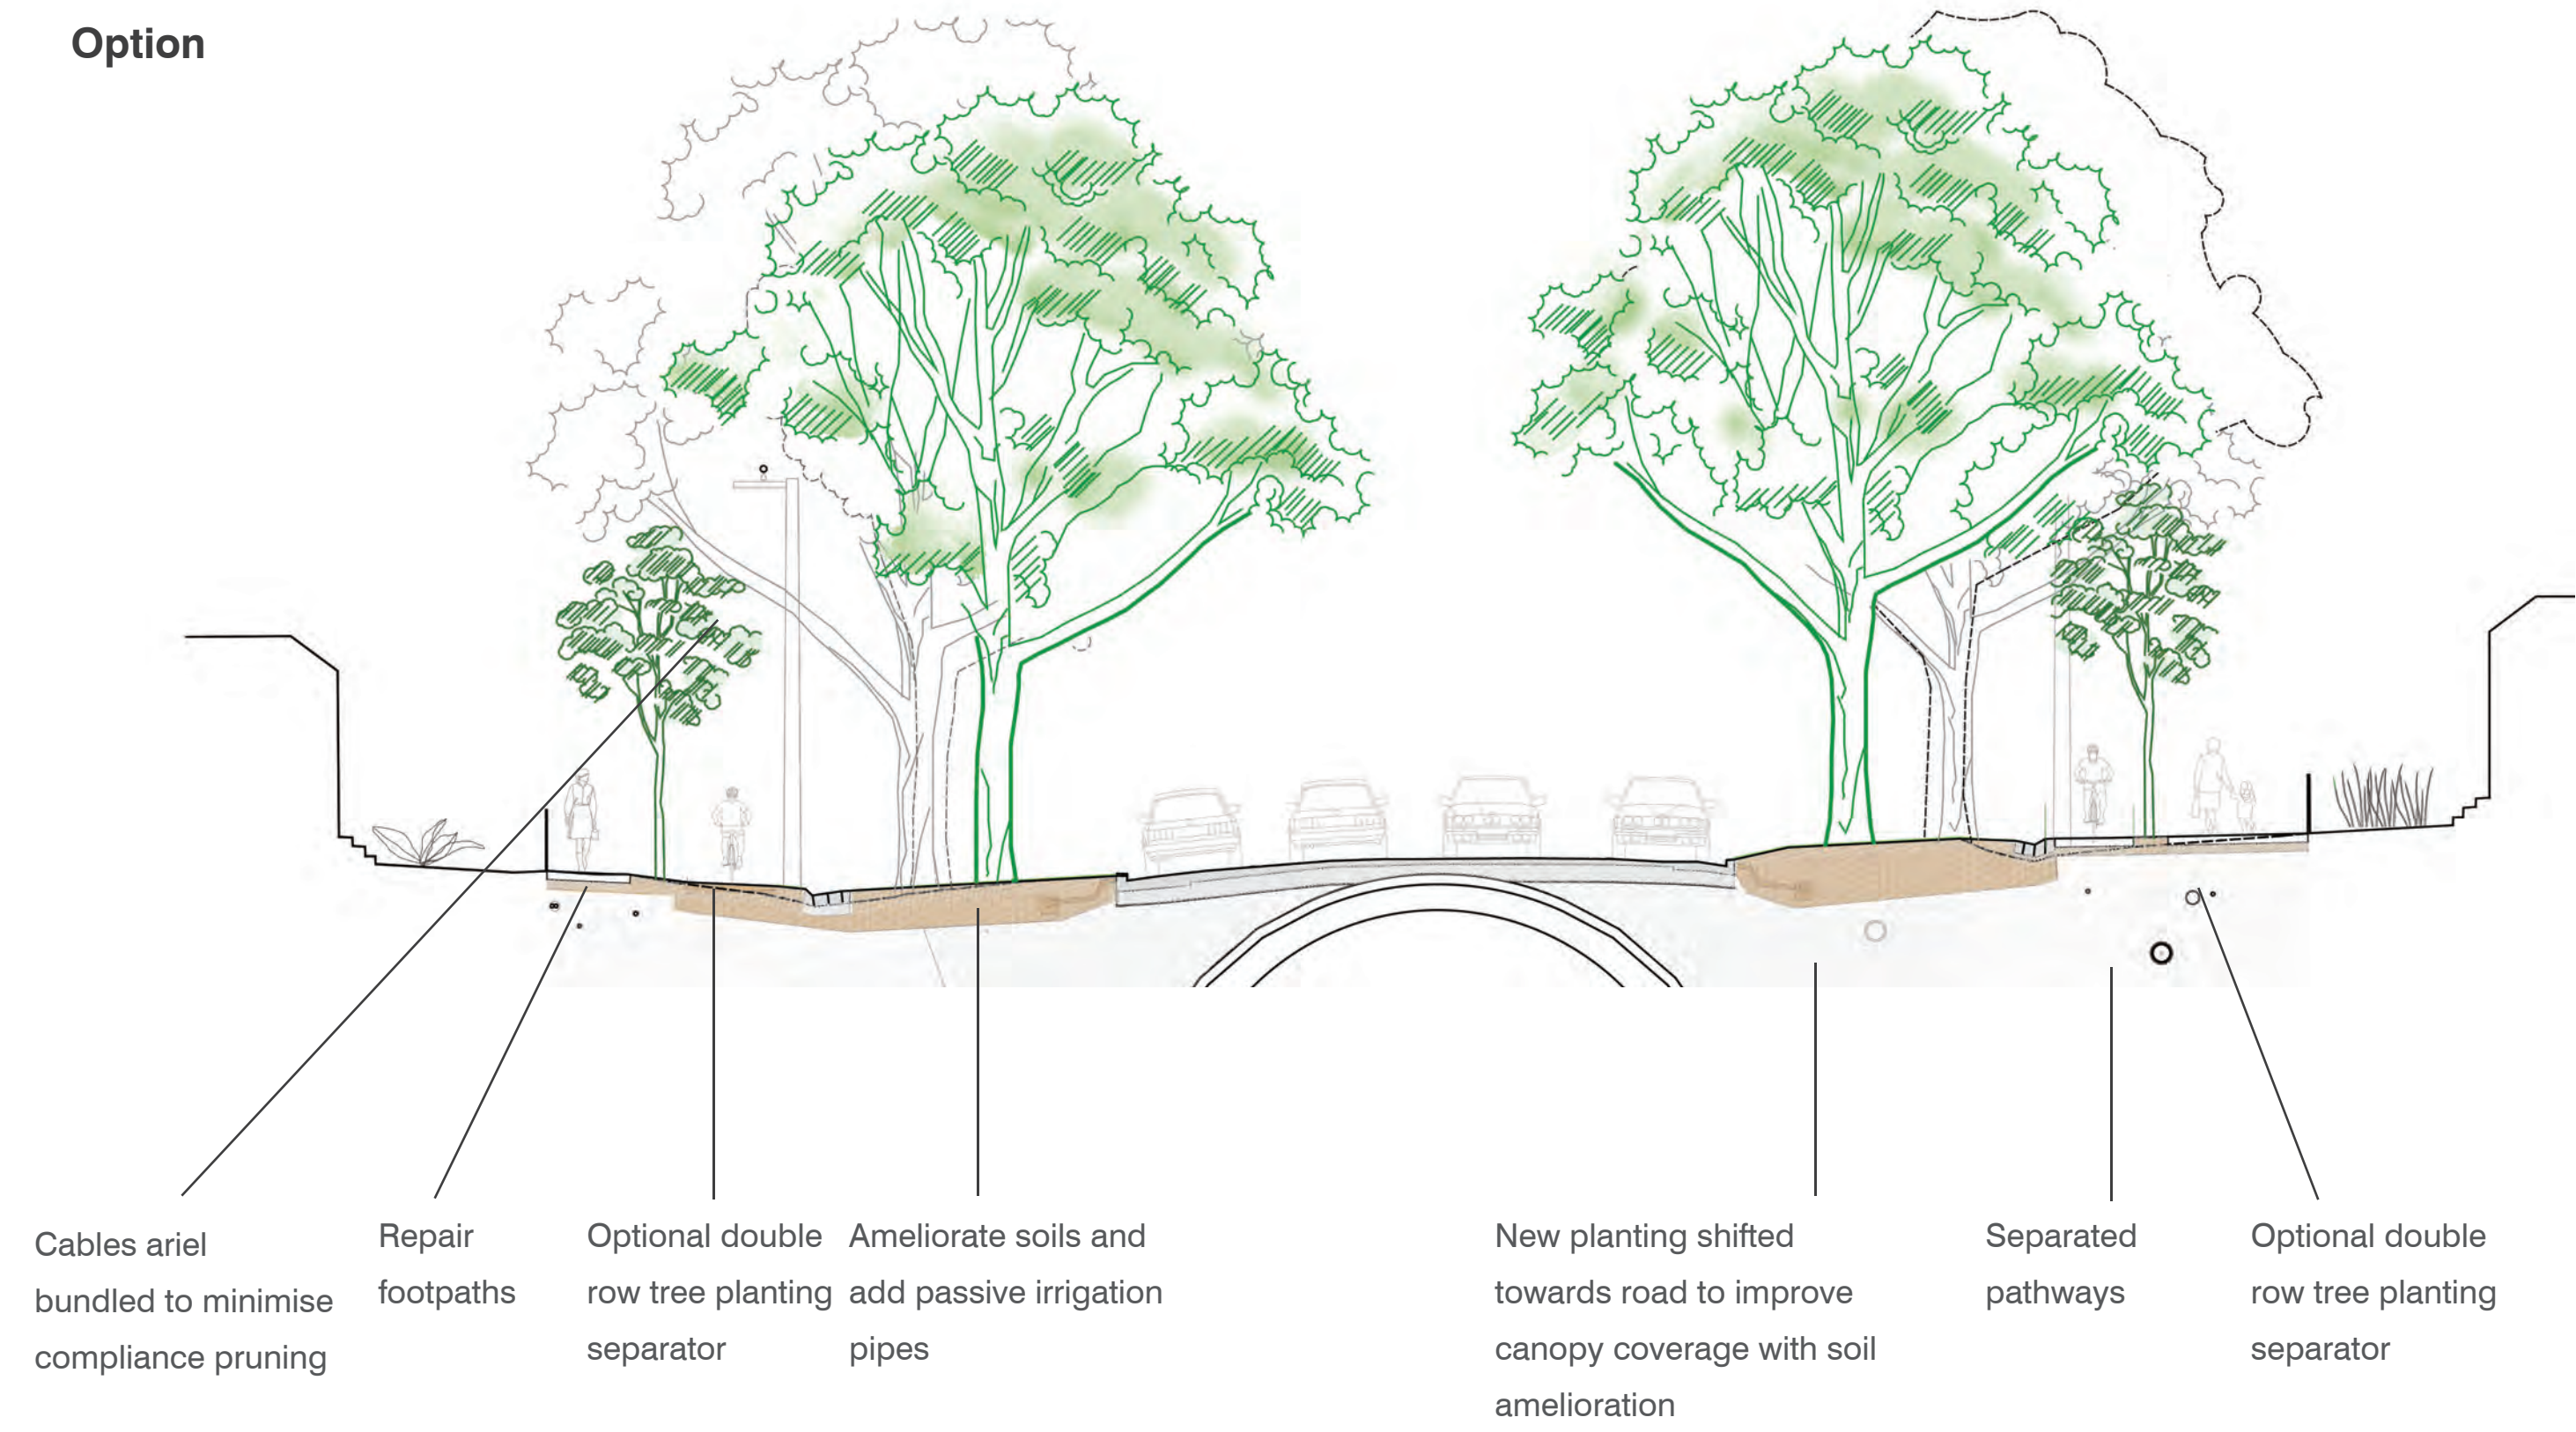 Option
Cables ariel
bundled to minimise
compliance pruning
Repair
footpaths
Optional double
row tree planting
separator
Ameliorate soils and
add passive irrigation
pipes
New planting shifted
towards road to improve
canopy coverage with soil
amelioration
Separated
pathways
Optional double
row tree planting
separator